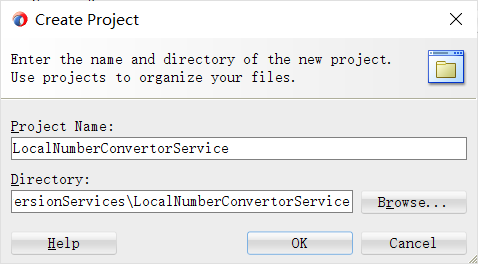 Create Project
Enter the name and directory of the new project.
Use projects to organize your files.
Project Name:
LocalNumberConvertorService
Directory:
ersionServices\LocalNumberConvertorService
Browse...
Help
OK
Cancel